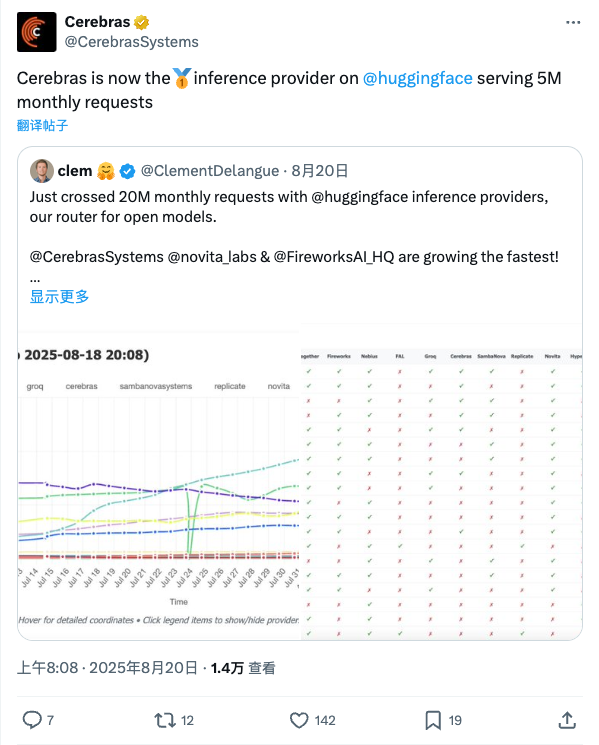 Cerebras
@CerebrasSystems
Cerebras is now the🥇inference provider on @huggingface serving 5M
monthly requests
翻译帖子
clem 🤗 @ClementDelangue · 8月20日
Just crossed 20M monthly requests with @huggingface inference providers,
our router for open models.
@CerebrasSystems @novita_labs & @FireworksAI_HQ are growing the fastest!
...
显示更多
2025-08-18 20:08)
groq cerebras sambanovasystems replicate novita
Jul 14 Jul 15 Jul 16 Jul 17 Jul 18 Jul 19 Jul 20 Jul 21 Jul 22 Jul 23 Jul 24 Jul 25 Jul 26 Jul 27 Jul 28 Jul 29 Jul 30 Jul 31
Time
Hover for detailed coordinates • Click legend items to show/hide provider
ogether Fireworks Nebius FAL Groq Cerebras SambaNova Replicate Novita Hype
上午8:08 · 2025年8月20日 · 1.4万 查看
7 12 142 19